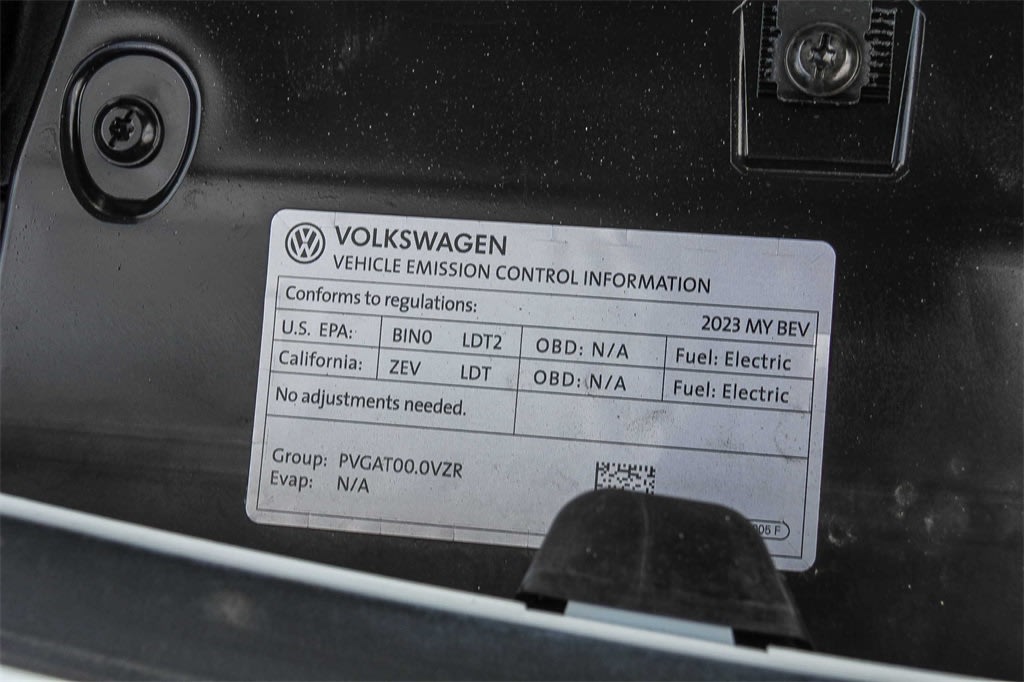 VOLKSWAGEN
VEHICLE EMISSION CONTROL INFORMATION
Conforms to regulations: 2023 MY BEV
U.S. EPA: BIN0 LDT2 OBD: N/A Fuel: Electric
California: ZEV LDT OBD: N/A Fuel: Electric
No adjustments needed.
Group: PVGAT00.0VZR
Evap: N/A